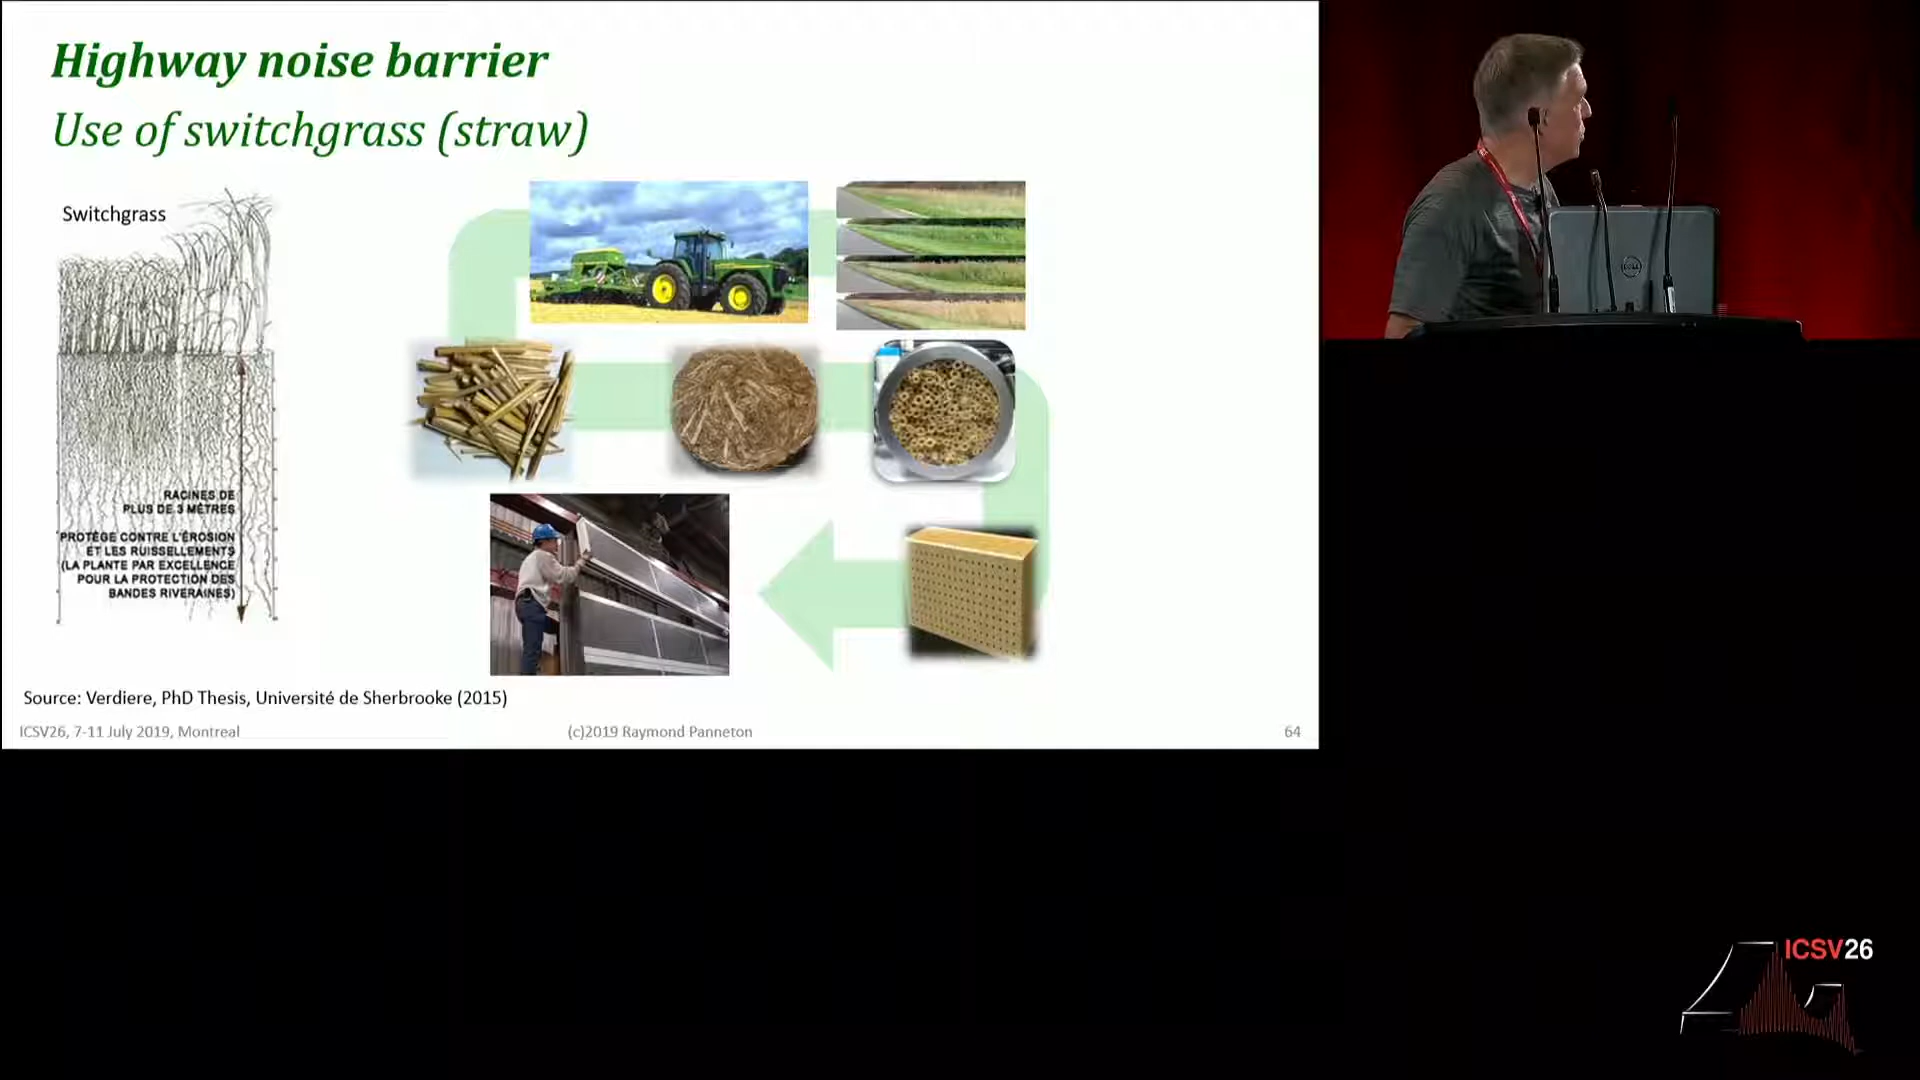 Highway noise barrier
Use of switchgrass (straw)
Switchgrass
RACINES DE
PLUS DE 3 MÈTRES
PROTÈGE CONTRE L'ÉROSION
ET LES RUISSELLEMENTS
(LA PLANTE PAR EXCELLENCE
POUR LA PROTECTION DES
BANDES RIVERAINES)
Source: Verdiere, PhD Thesis, Université de Sherbrooke (2015)
ICSV26, 7-11 July 2019, Montreal
(c)2019 Raymond Panneton
64
DELL
ICSV26